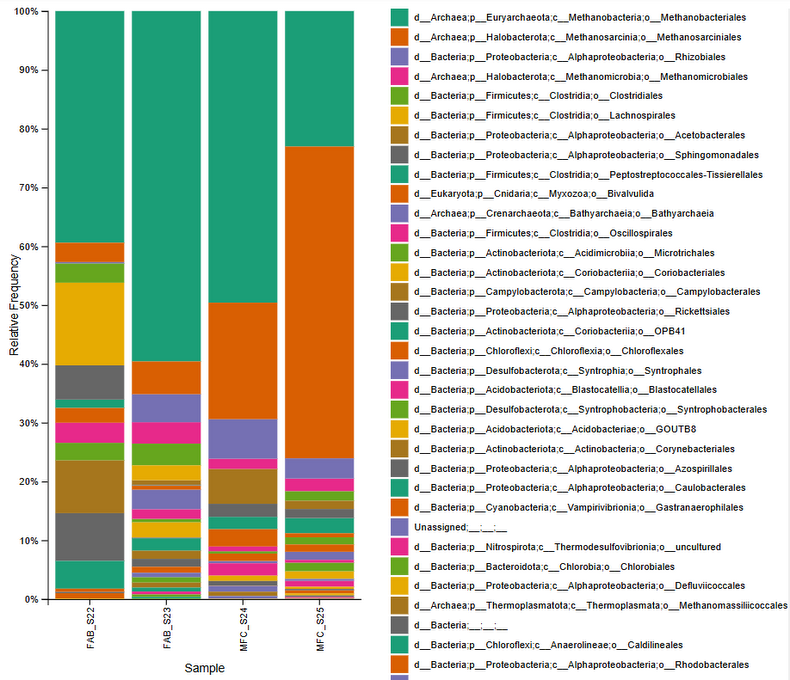 100%
90%
80%
70%
60%
50%
40%
30%
20%
10%
0%
Relative Frequency
FAB_S22
FAB_S23
MFC_S24
MFC_S25
Sample
d__Archaea;p__Euryarchaeota;c__Methanobacteria;o__Methanobacteriales
d__Archaea;p__Halobacterota;c__Methanosarcinia;o__Methanosarciniales
d__Bacteria;p__Proteobacteria;c__Alphaproteobacteria;o__Rhizobiales
d__Archaea;p__Halobacterota;c__Methanomicrobia;o__Methanomicrobiales
d__Bacteria;p__Firmicutes;c__Clostridia;o__Clostridiales
d__Bacteria;p__Firmicutes;c__Clostridia;o__Lachnospirales
d__Bacteria;p__Proteobacteria;c__Alphaproteobacteria;o__Acetobacterales
d__Bacteria;p__Proteobacteria;c__Alphaproteobacteria;o__Sphingomonadales
d__Bacteria;p__Firmicutes;c__Clostridia;o__Peptostreptococcales-Tissierellales
d__Eukaryota;p__Cnidaria;c__Myxozoa;o__Bivalvulida
d__Archaea;p__Crenarchaeota;c__Bathyarchaeia;o__Bathyarchaeia
d__Bacteria;p__Firmicutes;c__Clostridia;o__Oscillospirales
d__Bacteria;p__Actinobacteriota;c__Acidimicrobiia;o__Microtrichales
d__Bacteria;p__Actinobacteriota;c__Coriobacteriia;o__Coriobacteriales
d__Bacteria;p__Campylobacterota;c__Campylobacteria;o__Campylobacterales
d__Bacteria;p__Proteobacteria;c__Alphaproteobacteria;o__Rickettsiales
d__Bacteria;p__Actinobacteriota;c__Coriobacteriia;o__OPB41
d__Bacteria;p__Chloroflexi;c__Chloroflexia;o__Chloroflexales
d__Bacteria;p__Desulfobacterota;c__Syntrophia;o__Syntrophales
d__Bacteria;p__Acidobacteriota;c__Blastocatellia;o__Blastocatellales
d__Bacteria;p__Desulfobacterota;c__Syntrophobacteria;o__Syntrophobacterales
d__Bacteria;p__Acidobacteriota;c__Acidobacteriae;o__GOUTB8
d__Bacteria;p__Actinobacteriota;c__Actinobacteria;o__Corynebacteriales
d__Bacteria;p__Proteobacteria;c__Alphaproteobacteria;o__Azospirillales
d__Bacteria;p__Proteobacteria;c__Alphaproteobacteria;o__Caulobacterales
d__Bacteria;p__Cyanobacteria;c__Vampirivibrionia;o__Gastranaerophilales
Unassigned;__;__;__
d__Bacteria;p__Nitrospirota;c__Thermodesulfovibrionia;o__uncultured
d__Bacteria;p__Bacteroidota;c__Chlorobia;o__Chlorobiales
d__Bacteria;p__Proteobacteria;c__Alphaproteobacteria;o__Defluviicoccales
d__Archaea;p__Thermoplasmatota;c__Thermoplasmata;o__Methanomassiliicoccales
d__Bacteria;__;__;__
d__Bacteria;p__Chloroflexi;c__Anaerolineae;o__Caldilineales
d__Bacteria;p__Proteobacteria;c__Alphaproteobacteria;o__Rhodobacterales